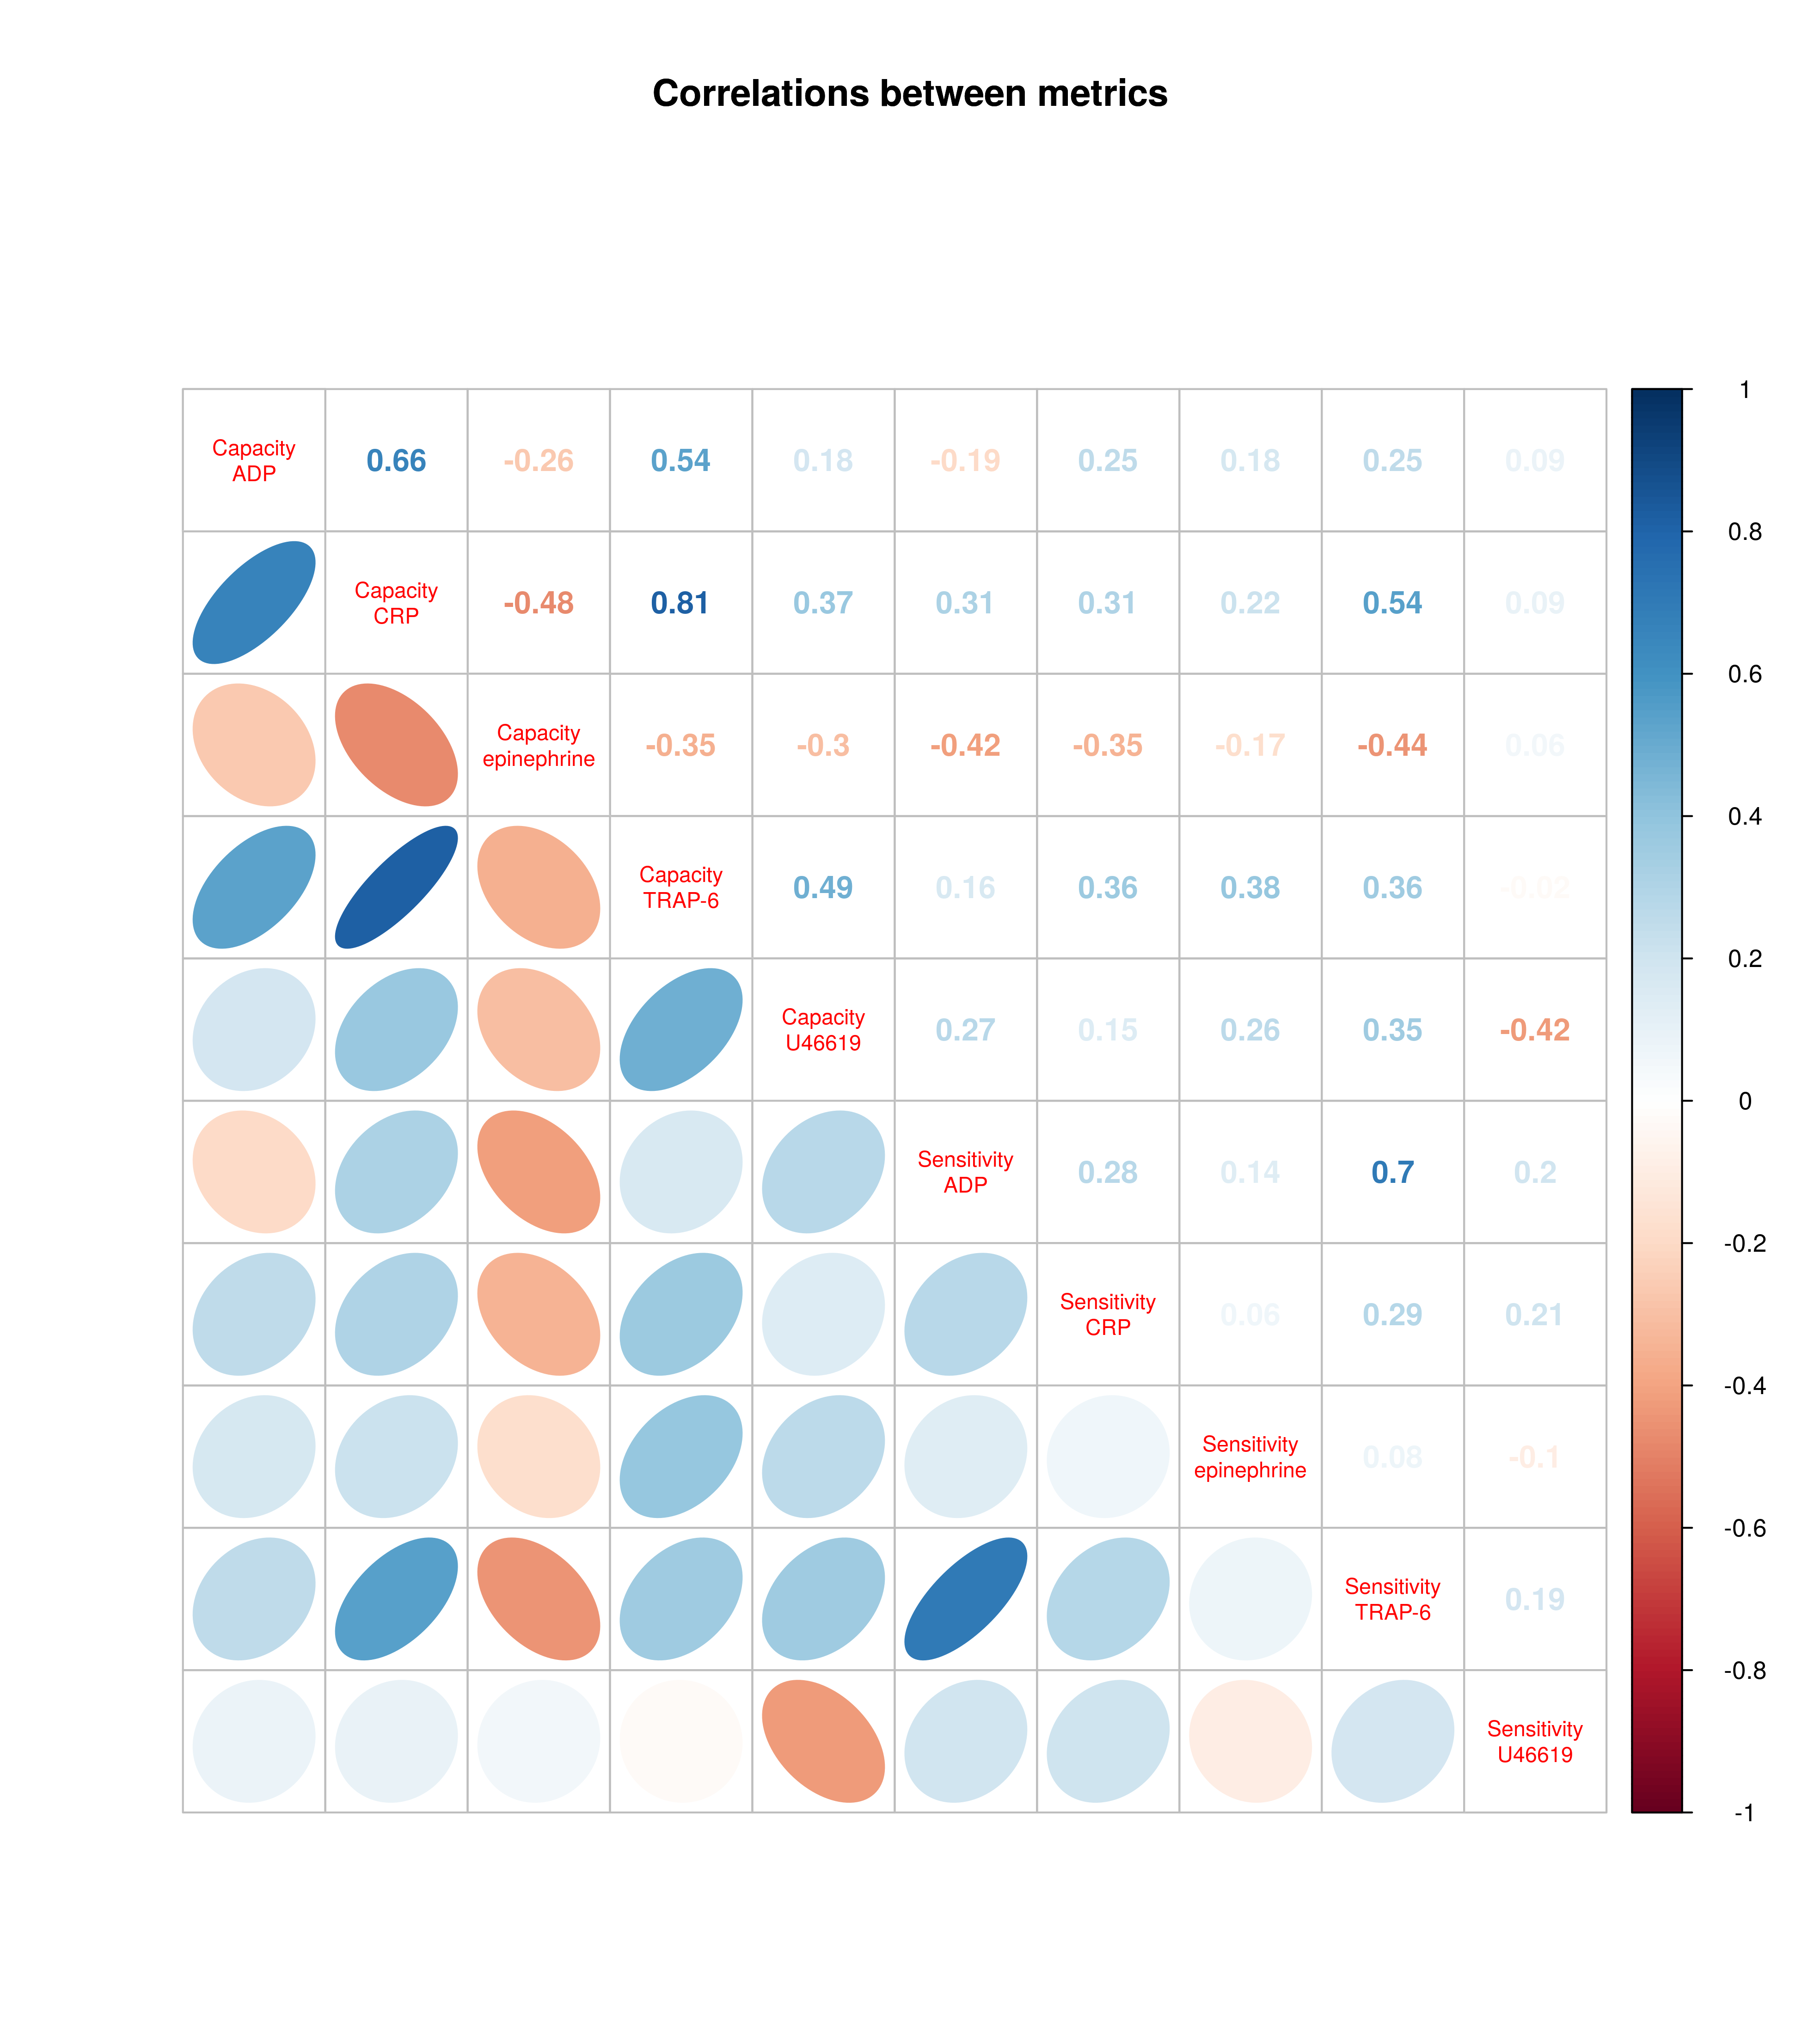 Correlations between metrics
Capacity
ADP
0.66 -0.26 0.54 0.18 -0.19 0.25 0.18 0.25 0.09
Capacity
CRP
-0.48 0.81 0.37 0.31 0.31 0.22 0.54 0.09
Capacity
epinephrine
-0.35 -0.3 -0.42 -0.35 -0.17 -0.44 0.06
Capacity
TRAP-6
0.49 0.16 0.36 0.38 0.36 -0.02
Capacity
U46619
0.27 0.15 0.26 0.35 -0.42
Sensitivity
ADP
0.28 0.14 0.7 0.2
Sensitivity
CRP
0.06 0.29 0.21
Sensitivity
epinephrine
0.08 -0.1
Sensitivity
TRAP-6
0.19
Sensitivity
U46619
1
0.8
0.6
0.4
0.2
0
-0.2
-0.4
-0.6
-0.8
-1